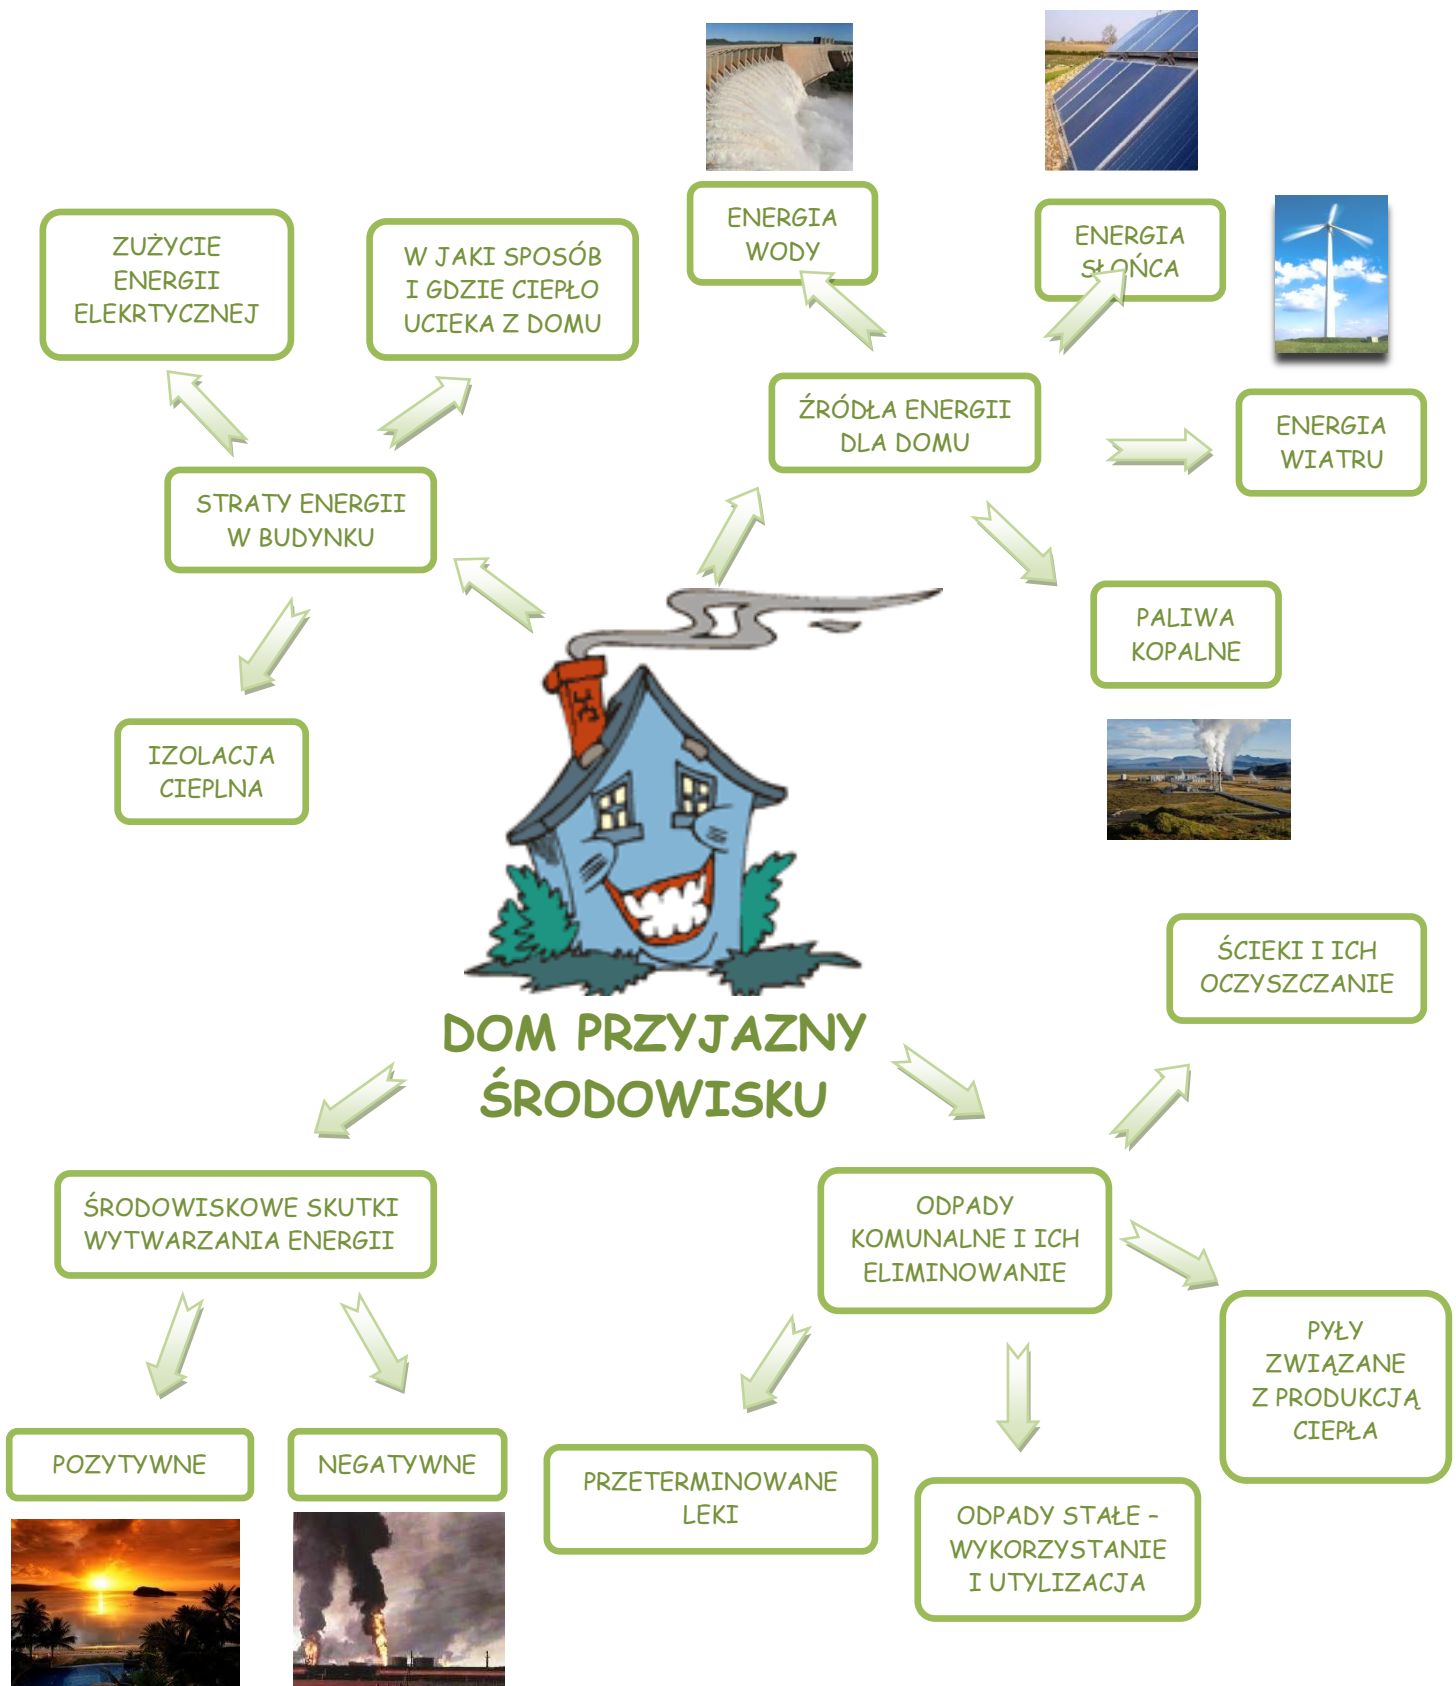 ENERGIA
WODY
ENERGIA
SŁOŃCA
ZUŻYCIE
ENERGII
ELEKRTYCZNEJ
W JAKI SPOSÓB
I GDZIE CIEPŁO
UCIEKA Z DOMU
ŹRÓDŁA ENERGII
DLA DOMU
ENERGIA
WIATRU
STRATY ENERGII
W BUDYNKU
PALIWA
KOPALNE
IZOLACJA
CIEPLNA
ŚCIEKI I ICH
OCZYSZCZANIE
DOM PRZYJAZNY
ŚRODOWISKU
ŚRODOWISKOWE SKUTKI
WYTWARZANIA ENERGII
ODPADY
KOMUNALNE I ICH
ELIMINOWANIE
PYŁY
ZWIĄZANE
Z PRODUKCJĄ
CIEPŁA
POZYTYWNE
NEGATYWNE
PRZETERMINOWANE
LEKI
ODPADY STAŁE –
WYKORZYSTANIE
I UTYLIZACJA